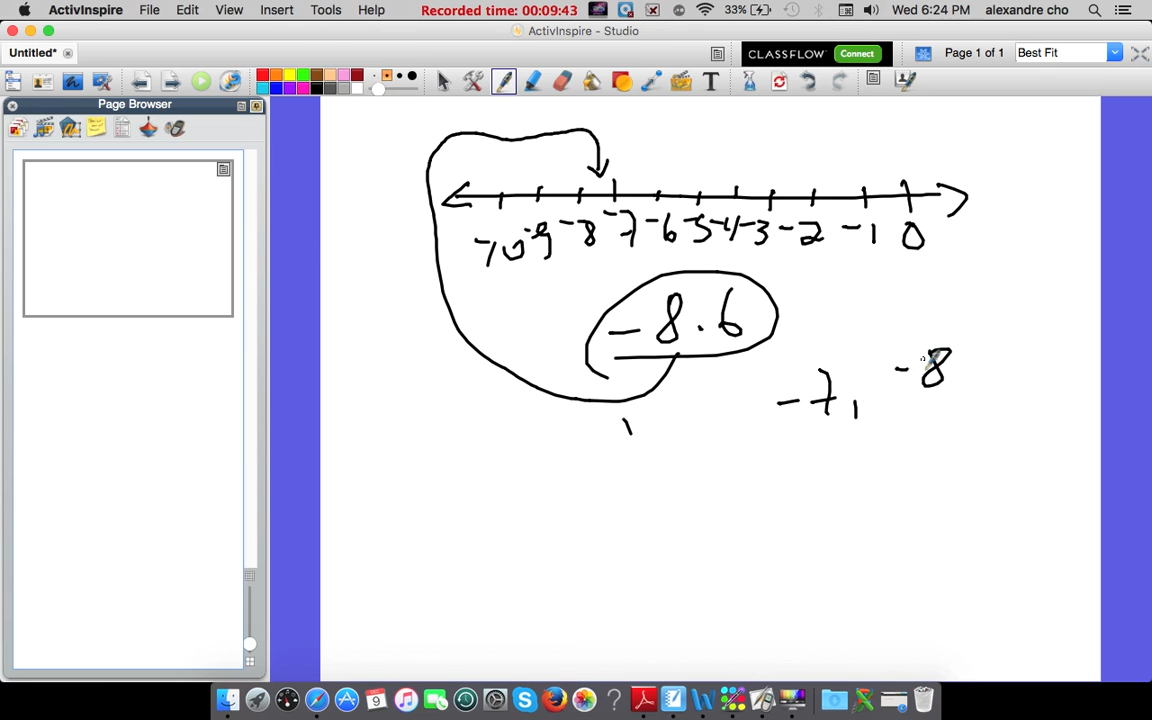 ActivInspire File Edit View Insert Tools Help Recorded time: 00:09:43 33% Wed 6:24 PM alexandre cho
ActivInspire - Studio
Untitled* CLASSFLOW Connect Page 1 of 1 Best Fit
Page Browser
-10 -9 -8 -7 -6 -5 -4 -3 -2 -1 0
-8.6
-7, -8